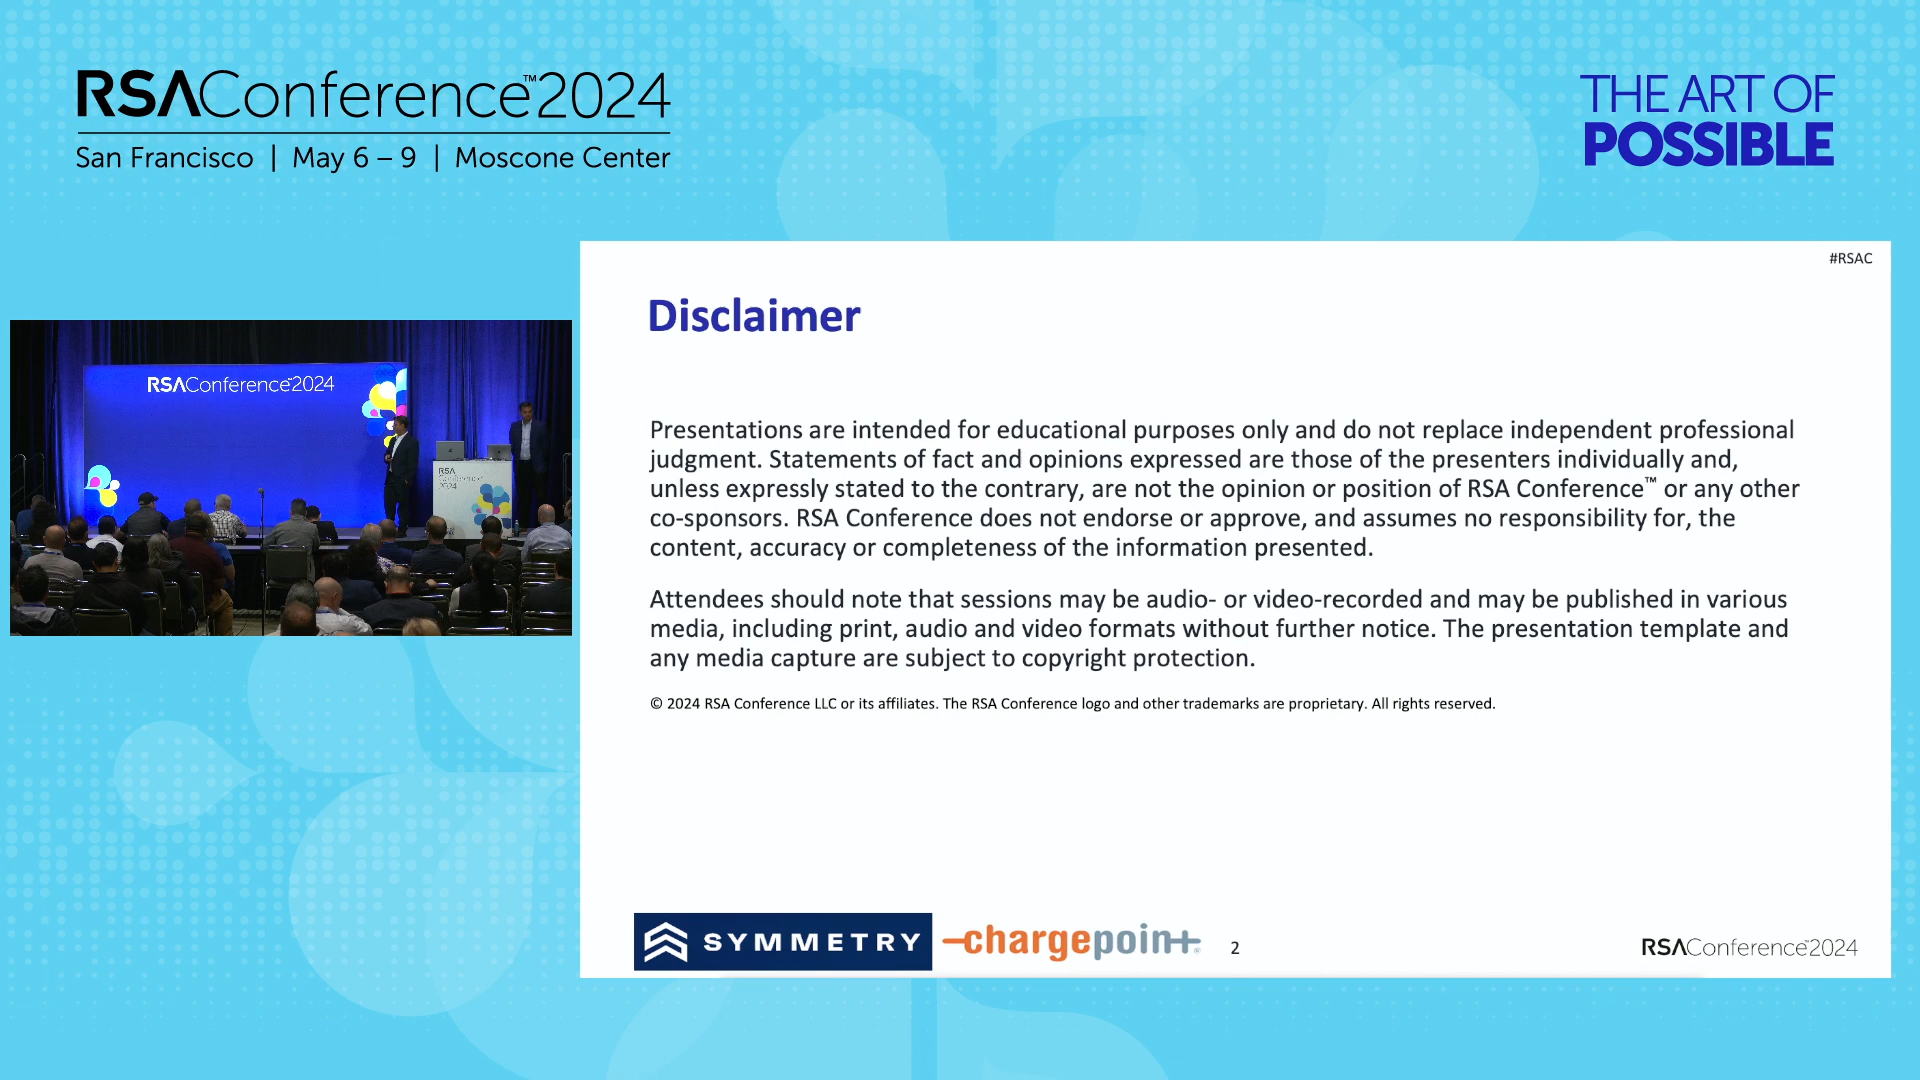 RSAConference™2024
San Francisco | May 6 – 9 | Moscone Center
THE ART OF
POSSIBLE
RSAConference™2024
RSA
Conference™
2024
#RSAC
Disclaimer
Presentations are intended for educational purposes only and do not replace independent professional
judgment. Statements of fact and opinions expressed are those of the presenters individually and,
unless expressly stated to the contrary, are not the opinion or position of RSA Conference™ or any other
co-sponsors. RSA Conference does not endorse or approve, and assumes no responsibility for, the
content, accuracy or completeness of the information presented.
Attendees should note that sessions may be audio- or video-recorded and may be published in various
media, including print, audio and video formats without further notice. The presentation template and
any media capture are subject to copyright protection.
© 2024 RSA Conference LLC or its affiliates. The RSA Conference logo and other trademarks are proprietary. All rights reserved.
SYMMETRY
chargepoin+®
2
RSAConference™2024